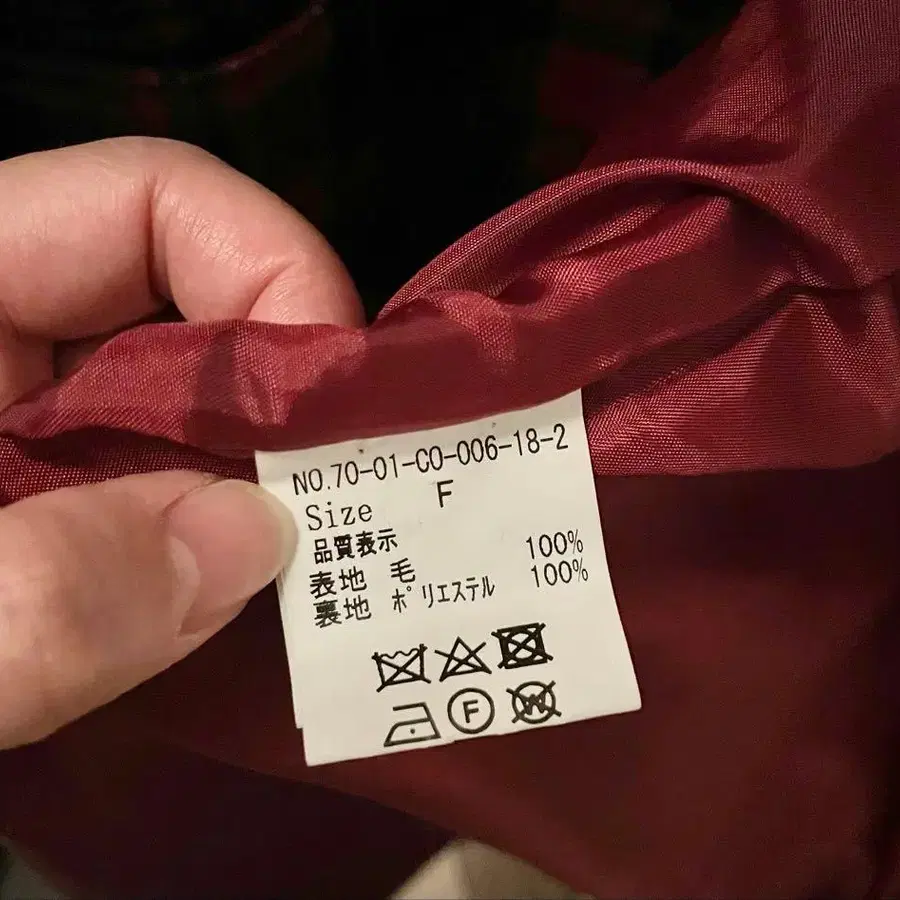 NO.70-01-CO-006-18-2
Size F
品質表示
表地 毛 100%
裏地 ポリエステル 100%
F
W